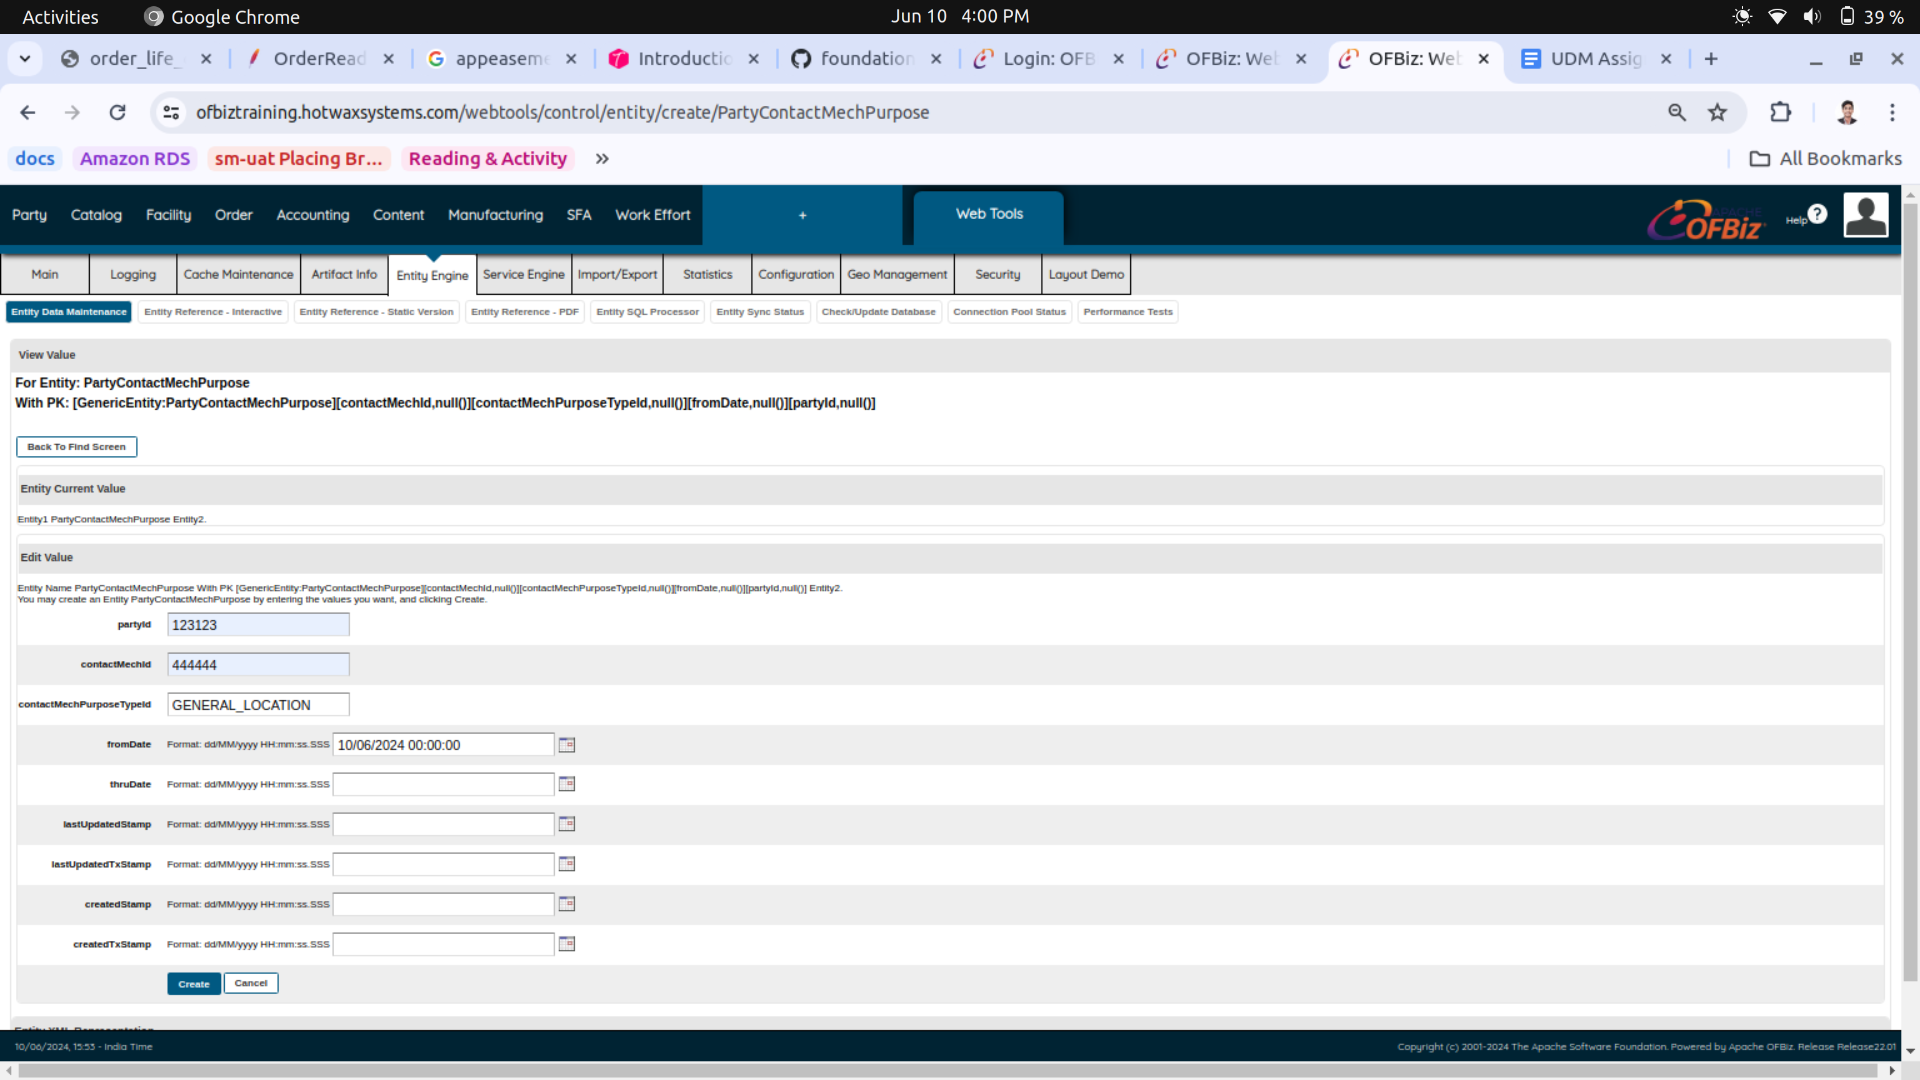 Activities Google Chrome Jun 10 4:00 PM 39 %
order_life_ OrderRead appeaseme Introductio foundation Login: OFB OFBiz: Web OFBiz: Web UDM Assig
ofbiztraining.hotwaxsystems.com/webtools/control/entity/create/PartyContactMechPurpose
docs Amazon RDS sm-uat Placing Br... Reading & Activity » All Bookmarks
Party Catalog Facility Order Accounting Content Manufacturing SFA Work Effort + Web Tools APACHE OFBiz Help ?
Main Logging Cache Maintenance Artifact Info Entity Engine Service Engine Import/Export Statistics Configuration Geo Management Security Layout Demo
Entity Data Maintenance Entity Reference - Interactive Entity Reference - Static Version Entity Reference - PDF Entity SQL Processor Entity Sync Status Check/Update Database Connection Pool Status Performance Tests
View Value
For Entity: PartyContactMechPurpose
With PK: [GenericEntity:PartyContactMechPurpose][contactMechId,null()][contactMechPurposeTypeId,null()][fromDate,null()][partyId,null()]
Back To Find Screen
Entity Current Value
Entity1 PartyContactMechPurpose Entity2.
Edit Value
Entity Name PartyContactMechPurpose With PK [GenericEntity:PartyContactMechPurpose][contactMechId,null()][contactMechPurposeTypeId,null()][fromDate,null()][partyId,null()] Entity2.
You may create an Entity PartyContactMechPurpose by entering the values you want, and clicking Create.
partyId 123123
contactMechId 444444
contactMechPurposeTypeId GENERAL_LOCATION
fromDate Format: dd/MM/yyyy HH:mm:ss.SSS 10/06/2024 00:00:00
thruDate Format: dd/MM/yyyy HH:mm:ss.SSS
lastUpdatedStamp Format: dd/MM/yyyy HH:mm:ss.SSS
lastUpdatedTxStamp Format: dd/MM/yyyy HH:mm:ss.SSS
createdStamp Format: dd/MM/yyyy HH:mm:ss.SSS
createdTxStamp Format: dd/MM/yyyy HH:mm:ss.SSS
Create Cancel
Entity XML Representation
10/06/2024, 15:53 - India Time Copyright (c) 2001-2024 The Apache Software Foundation. Powered by Apache OFBiz. Release Release22.01